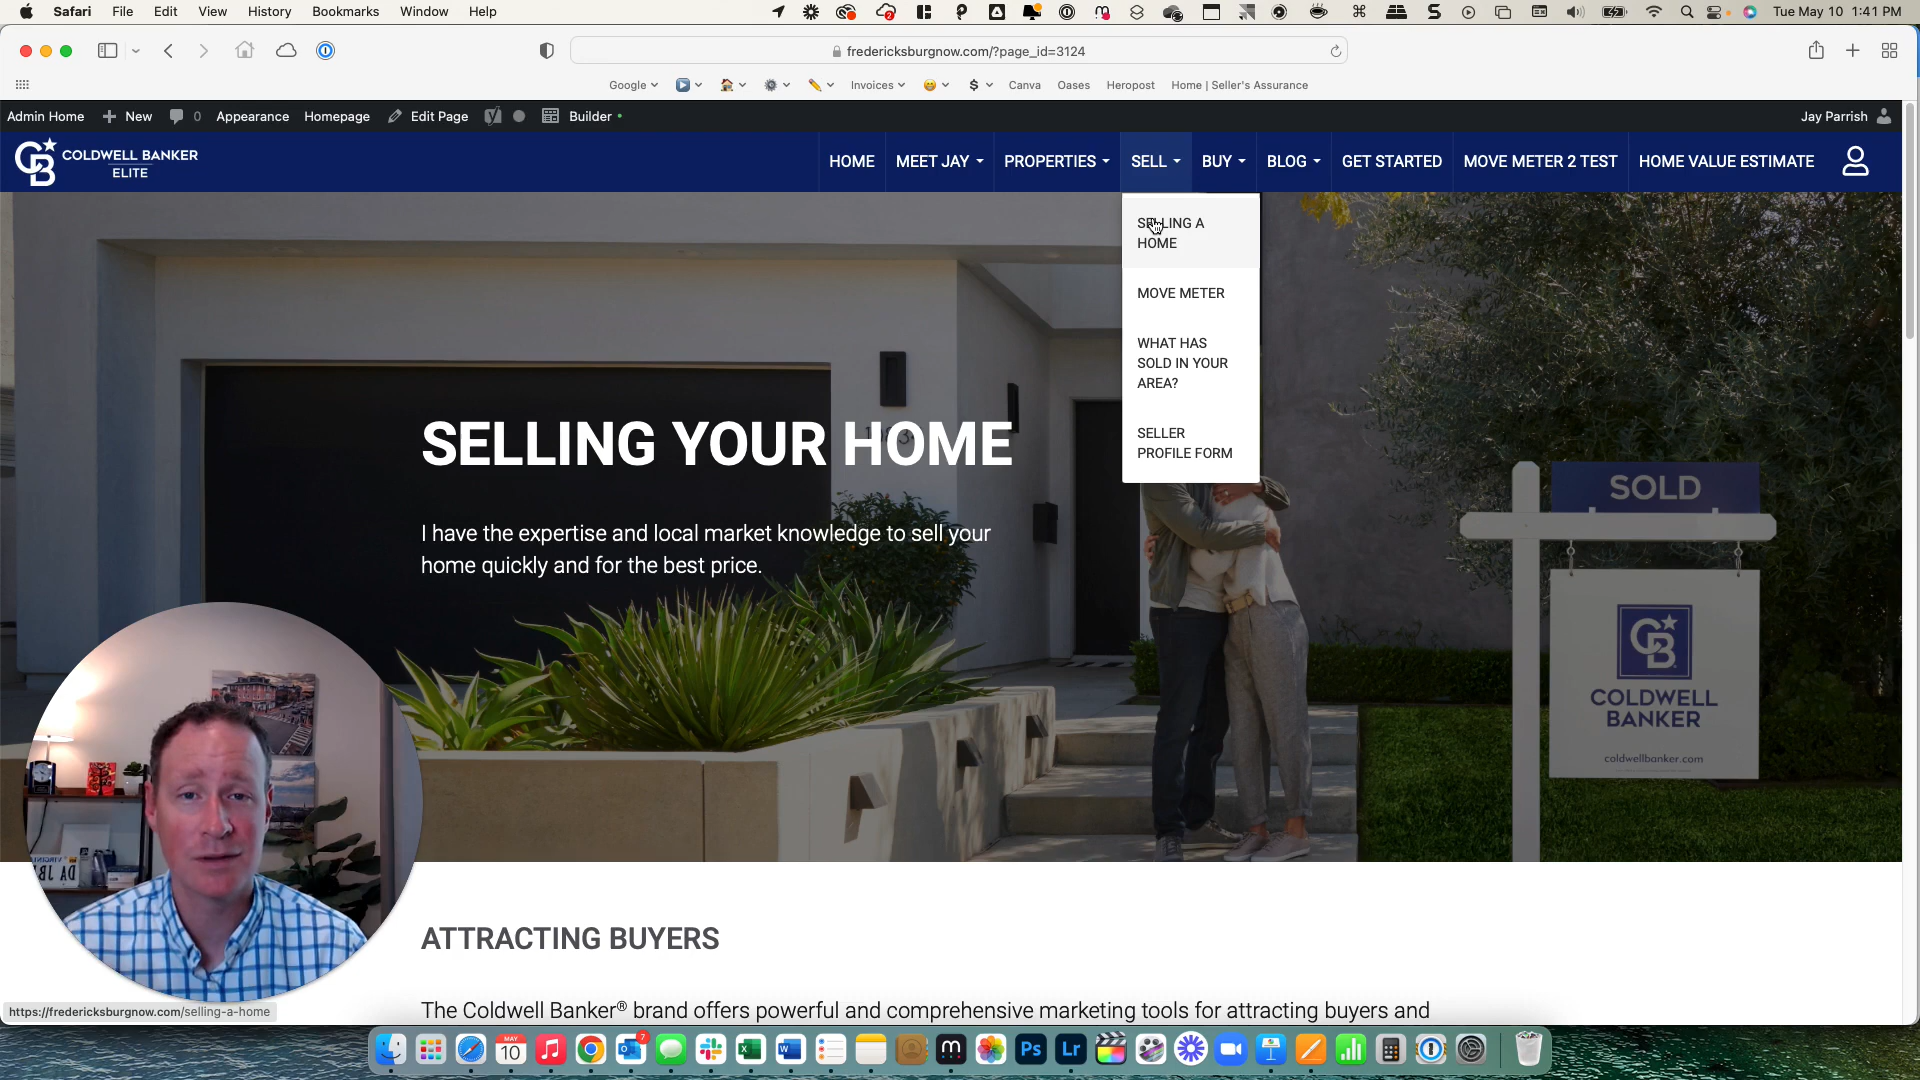 Safari File Edit View History Bookmarks Window Help
Tue May 10 1:41 PM
fredericksburgnow.com/?page_id=3124
Google
Invoices
$
Canva
Oases
Heropost
Home | Seller's Assurance
Admin Home
New
0
Appearance
Homepage
Edit Page
Builder
Jay Parrish
CB
COLDWELL BANKER
ELITE
HOME
MEET JAY
PROPERTIES
SELL
BUY
BLOG
GET STARTED
MOVE METER 2 TEST
HOME VALUE ESTIMATE
SELLING A
HOME
MOVE METER
WHAT HAS
SOLD IN YOUR
AREA?
SELLER
PROFILE FORM
SELLING YOUR HOME
I have the expertise and local market knowledge to sell your
home quickly and for the best price.
SOLD
CB
COLDWELL
BANKER
coldwellbanker.com
ATTRACTING BUYERS
The Coldwell Banker® brand offers powerful and comprehensive marketing tools for attracting buyers and
https://fredericksburgnow.com/selling-a-home
MAY
10
7
Ps
Lr